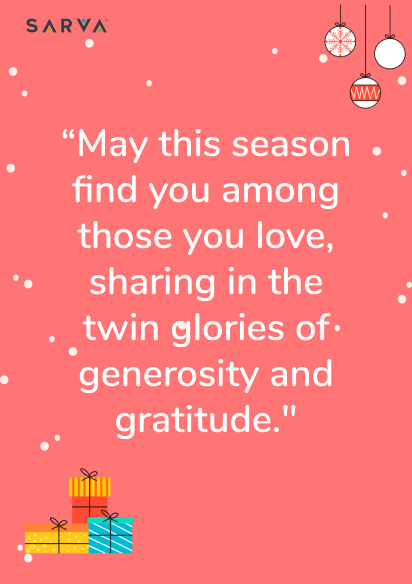 SARVA
“May this season
find you among
those you love,
sharing in the
twin glories of
generosity and
gratitude."